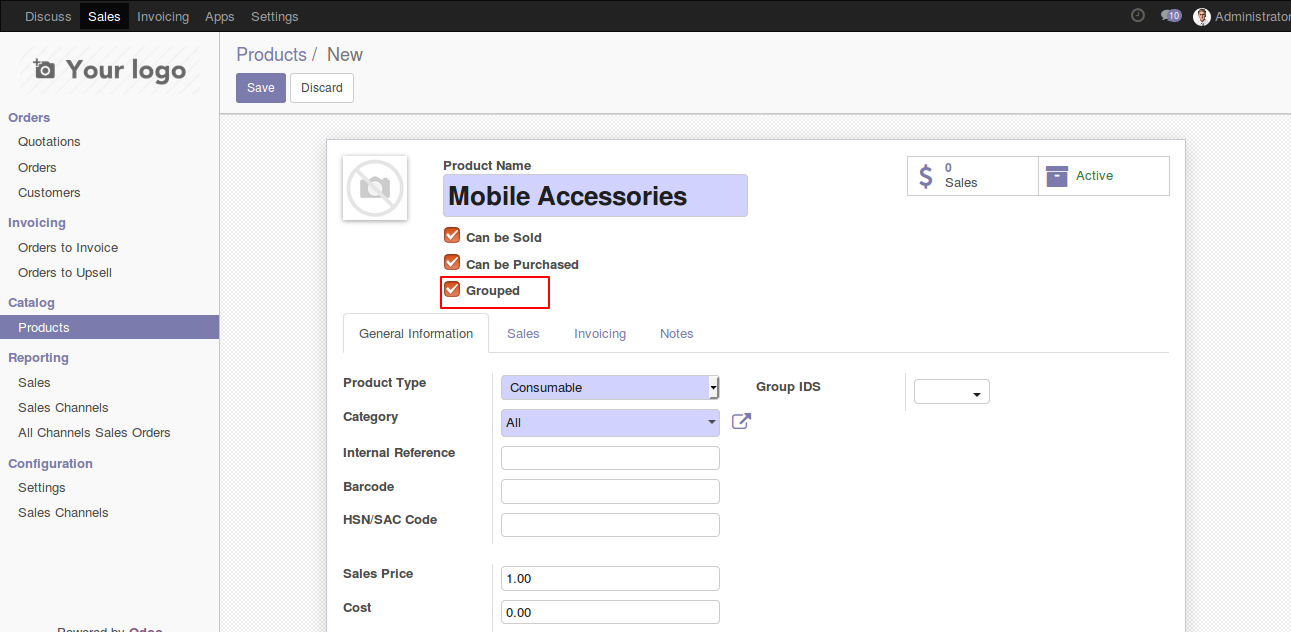 Discuss Sales Invoicing Apps Settings 10 Administrator
Your logo
Orders
Quotations
Orders
Customers
Invoicing
Orders to Invoice
Orders to Upsell
Catalog
Products
Reporting
Sales
Sales Channels
All Channels Sales Orders
Configuration
Settings
Sales Channels
Powered by Odoo
Products / New
Save Discard
Product Name
Mobile Accessories
0
Sales
Active
Can be Sold
Can be Purchased
Grouped
General Information Sales Invoicing Notes
Product Type Consumable
Category All
Internal Reference
Barcode
HSN/SAC Code
Group IDS
Sales Price 1.00
Cost 0.00